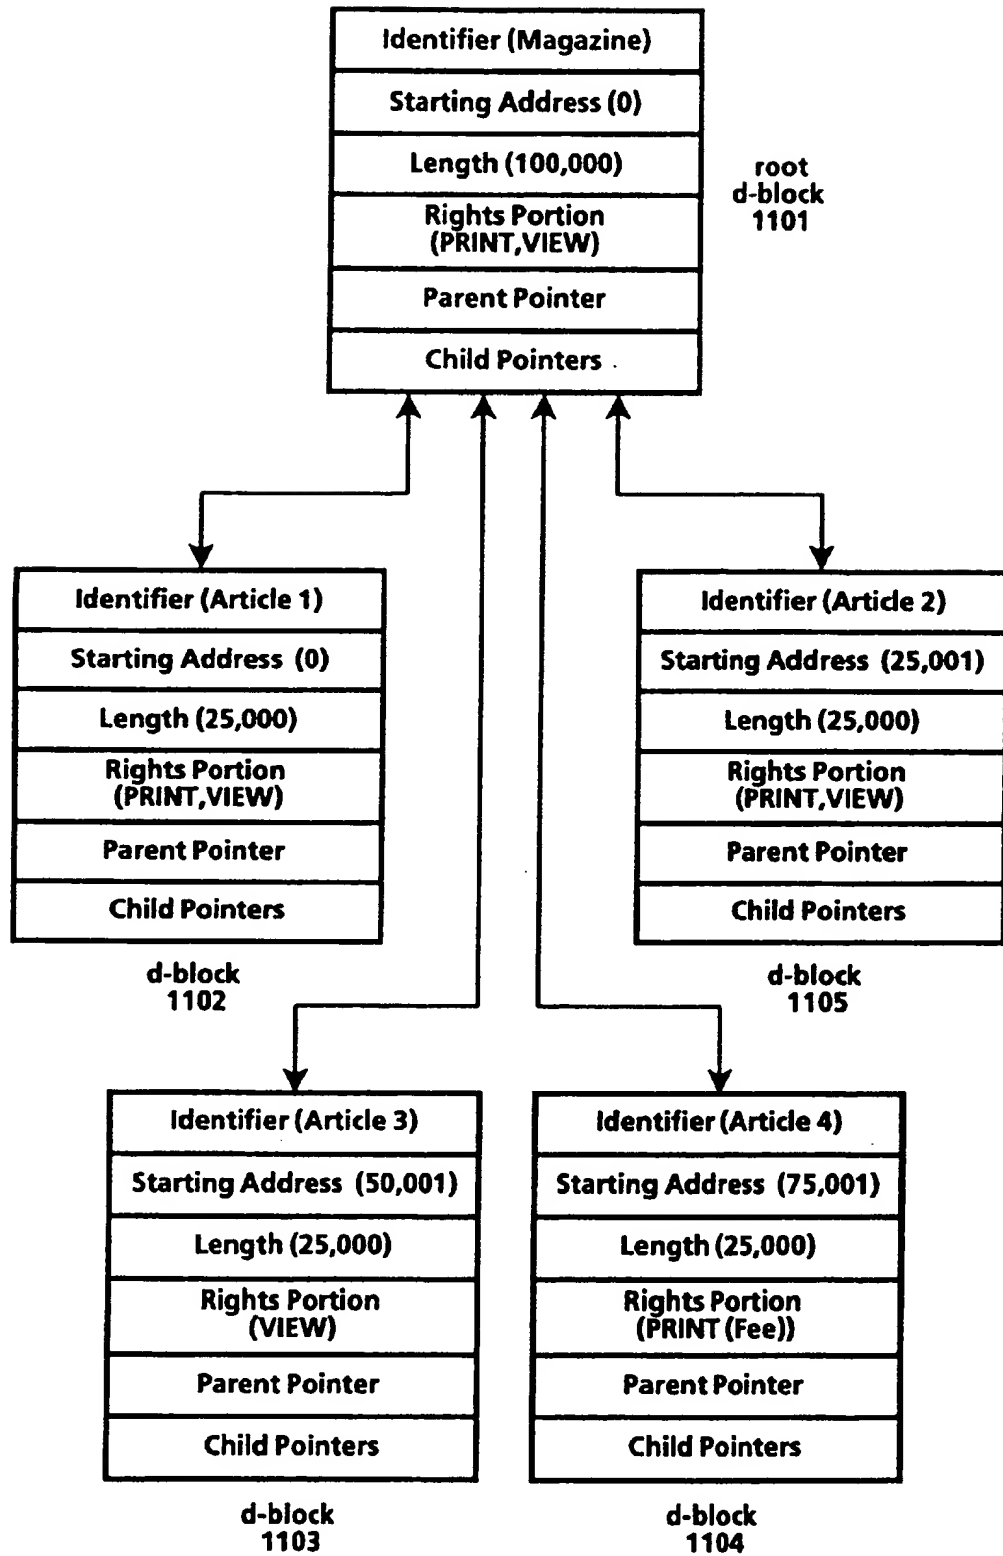 Identifier (Magazine)
Starting Address (0)
Length (100,000)
Rights Portion
(PRINT,VIEW)
Parent Pointer
Child Pointers
root
d-block
1101
Identifier (Article 1)
Starting Address (0)
Length (25,000)
Rights Portion
(PRINT,VIEW)
Parent Pointer
Child Pointers
d-block
1102
Identifier (Article 2)
Starting Address (25,001)
Length (25,000)
Rights Portion
(PRINT,VIEW)
Parent Pointer
Child Pointers
d-block
1105
Identifier (Article 3)
Starting Address (50,001)
Length (25,000)
Rights Portion
(VIEW)
Parent Pointer
Child Pointers
d-block
1103
Identifier (Article 4)
Starting Address (75,001)
Length (25,000)
Rights Portion
(PRINT (Fee))
Parent Pointer
Child Pointers
d-block
1104